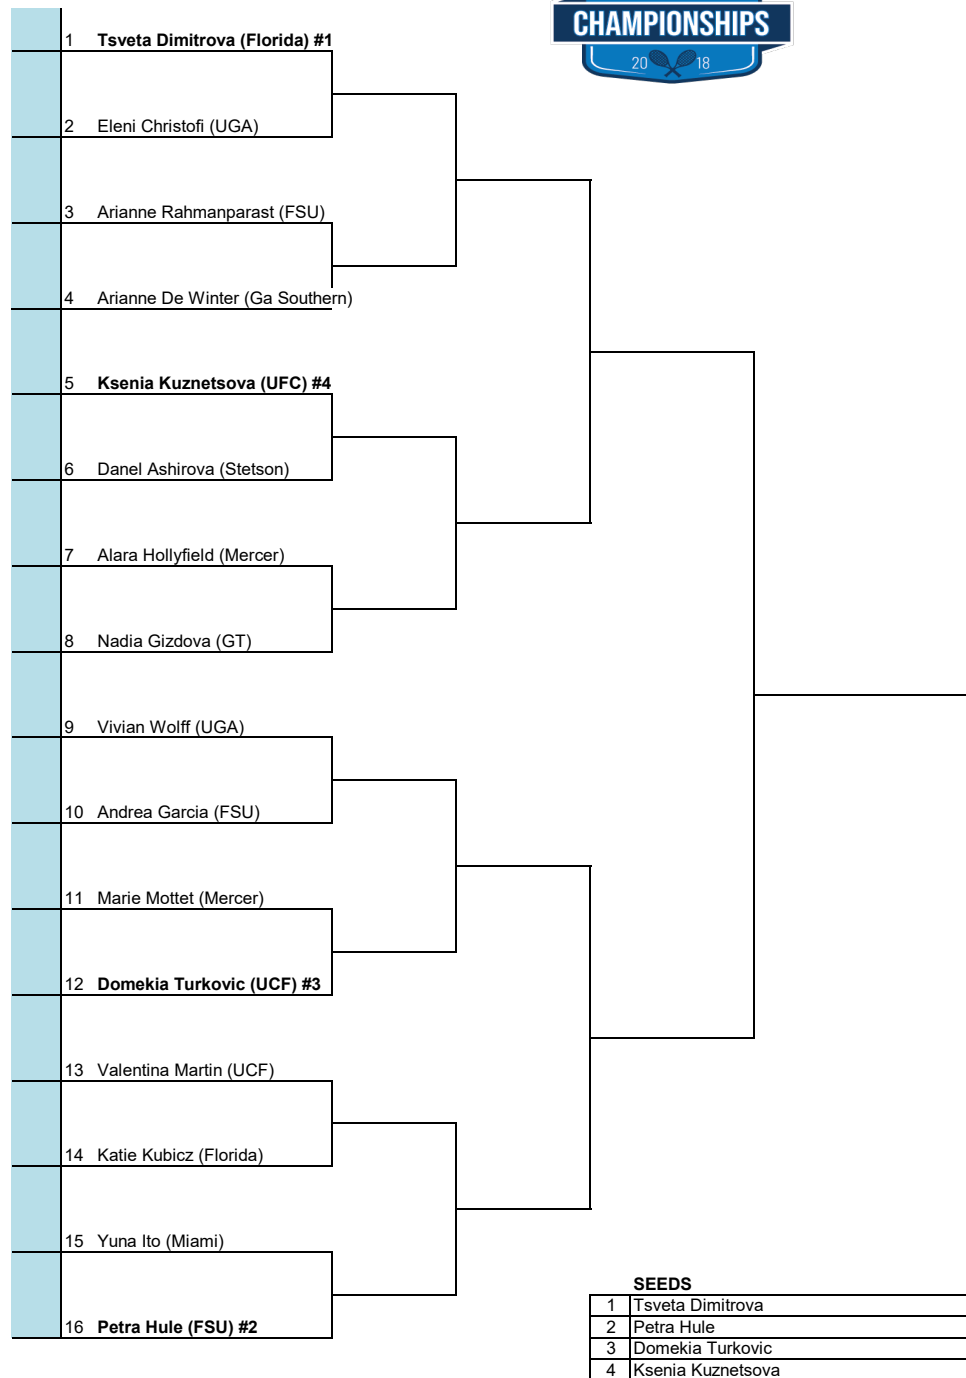 CHAMPIONSHIPS
20 18
1 Tsveta Dimitrova (Florida) #1
2 Eleni Christofi (UGA)
3 Arianne Rahmanparast (FSU)
4 Arianne De Winter (Ga Southern)
5 Ksenia Kuznetsova (UFC) #4
6 Danel Ashirova (Stetson)
7 Alara Hollyfield (Mercer)
8 Nadia Gizdova (GT)
9 Vivian Wolff (UGA)
10 Andrea Garcia (FSU)
11 Marie Mottet (Mercer)
12 Domekia Turkovic (UCF) #3
13 Valentina Martin (UCF)
14 Katie Kubicz (Florida)
15 Yuna Ito (Miami)
16 Petra Hule (FSU) #2
SEEDS
1 Tsveta Dimitrova
2 Petra Hule
3 Domekia Turkovic
4 Ksenia Kuznetsova